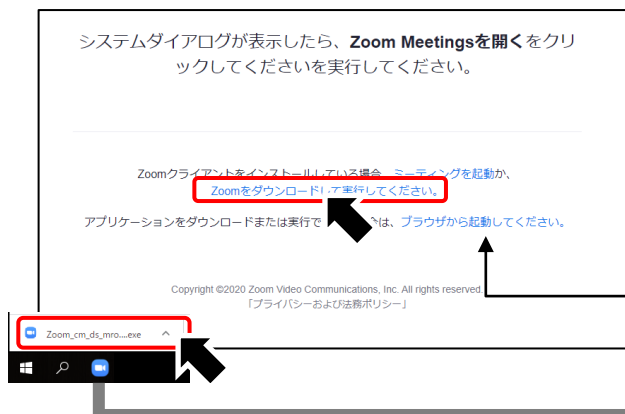 システムダイアログが表示したら、Zoom Meetingsを開くをクリ
ックしてくださいを実行してください。
Zoomクライアントをインストールしている場合、ミーティングを起動か、
Zoomをダウンロードして実行してください。
アプリケーションをダウンロードまたは実行で は、ブラウザから起動してください。
Copyright ©2020 Zoom Video Communications, Inc. All rights reserved.
「プライバシーおよび法務ポリシー」
Zoom_cm_ds_mro....exe